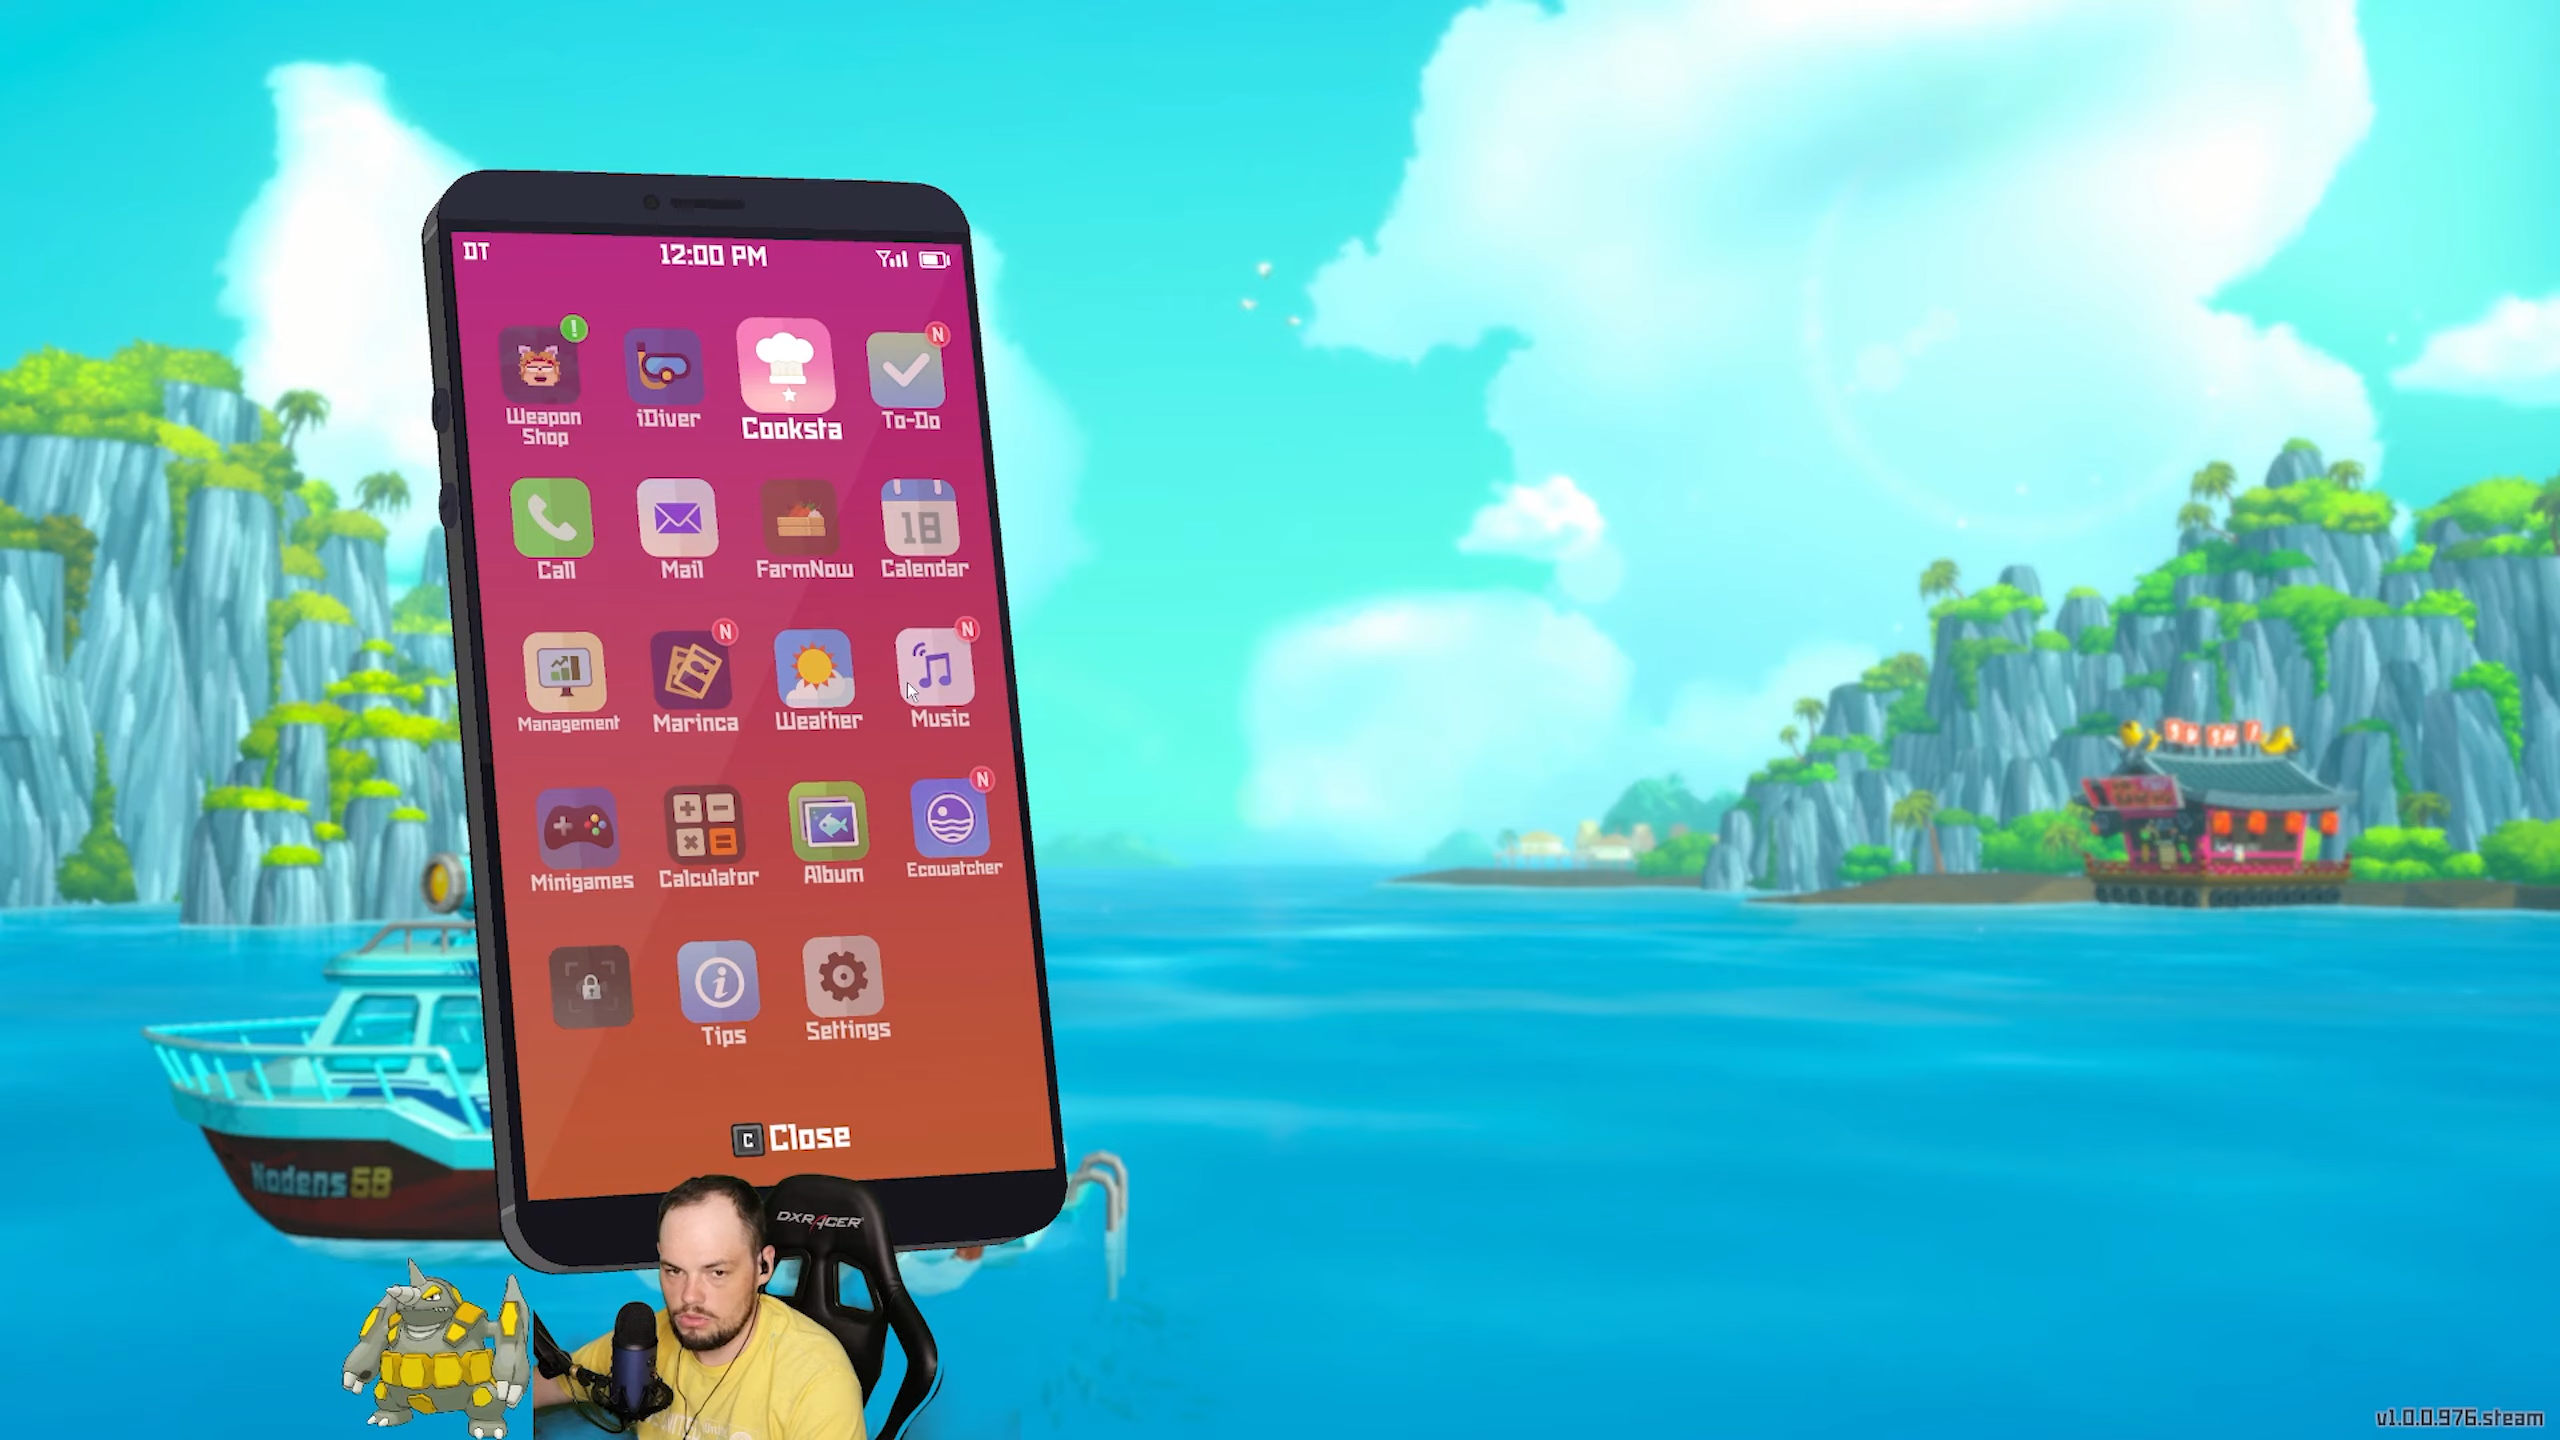 DT 12:00 PM
! N
Weapon Shop iDiver Cooksta To-Do
18
Call Mail FarmNow Calendar
N N
Management Marinca Weather Music
N
Minigames Calculator Album Ecowatcher
Tips Settings
C Close
DXRACER
Nodens 58
v1.0.0.976.steam